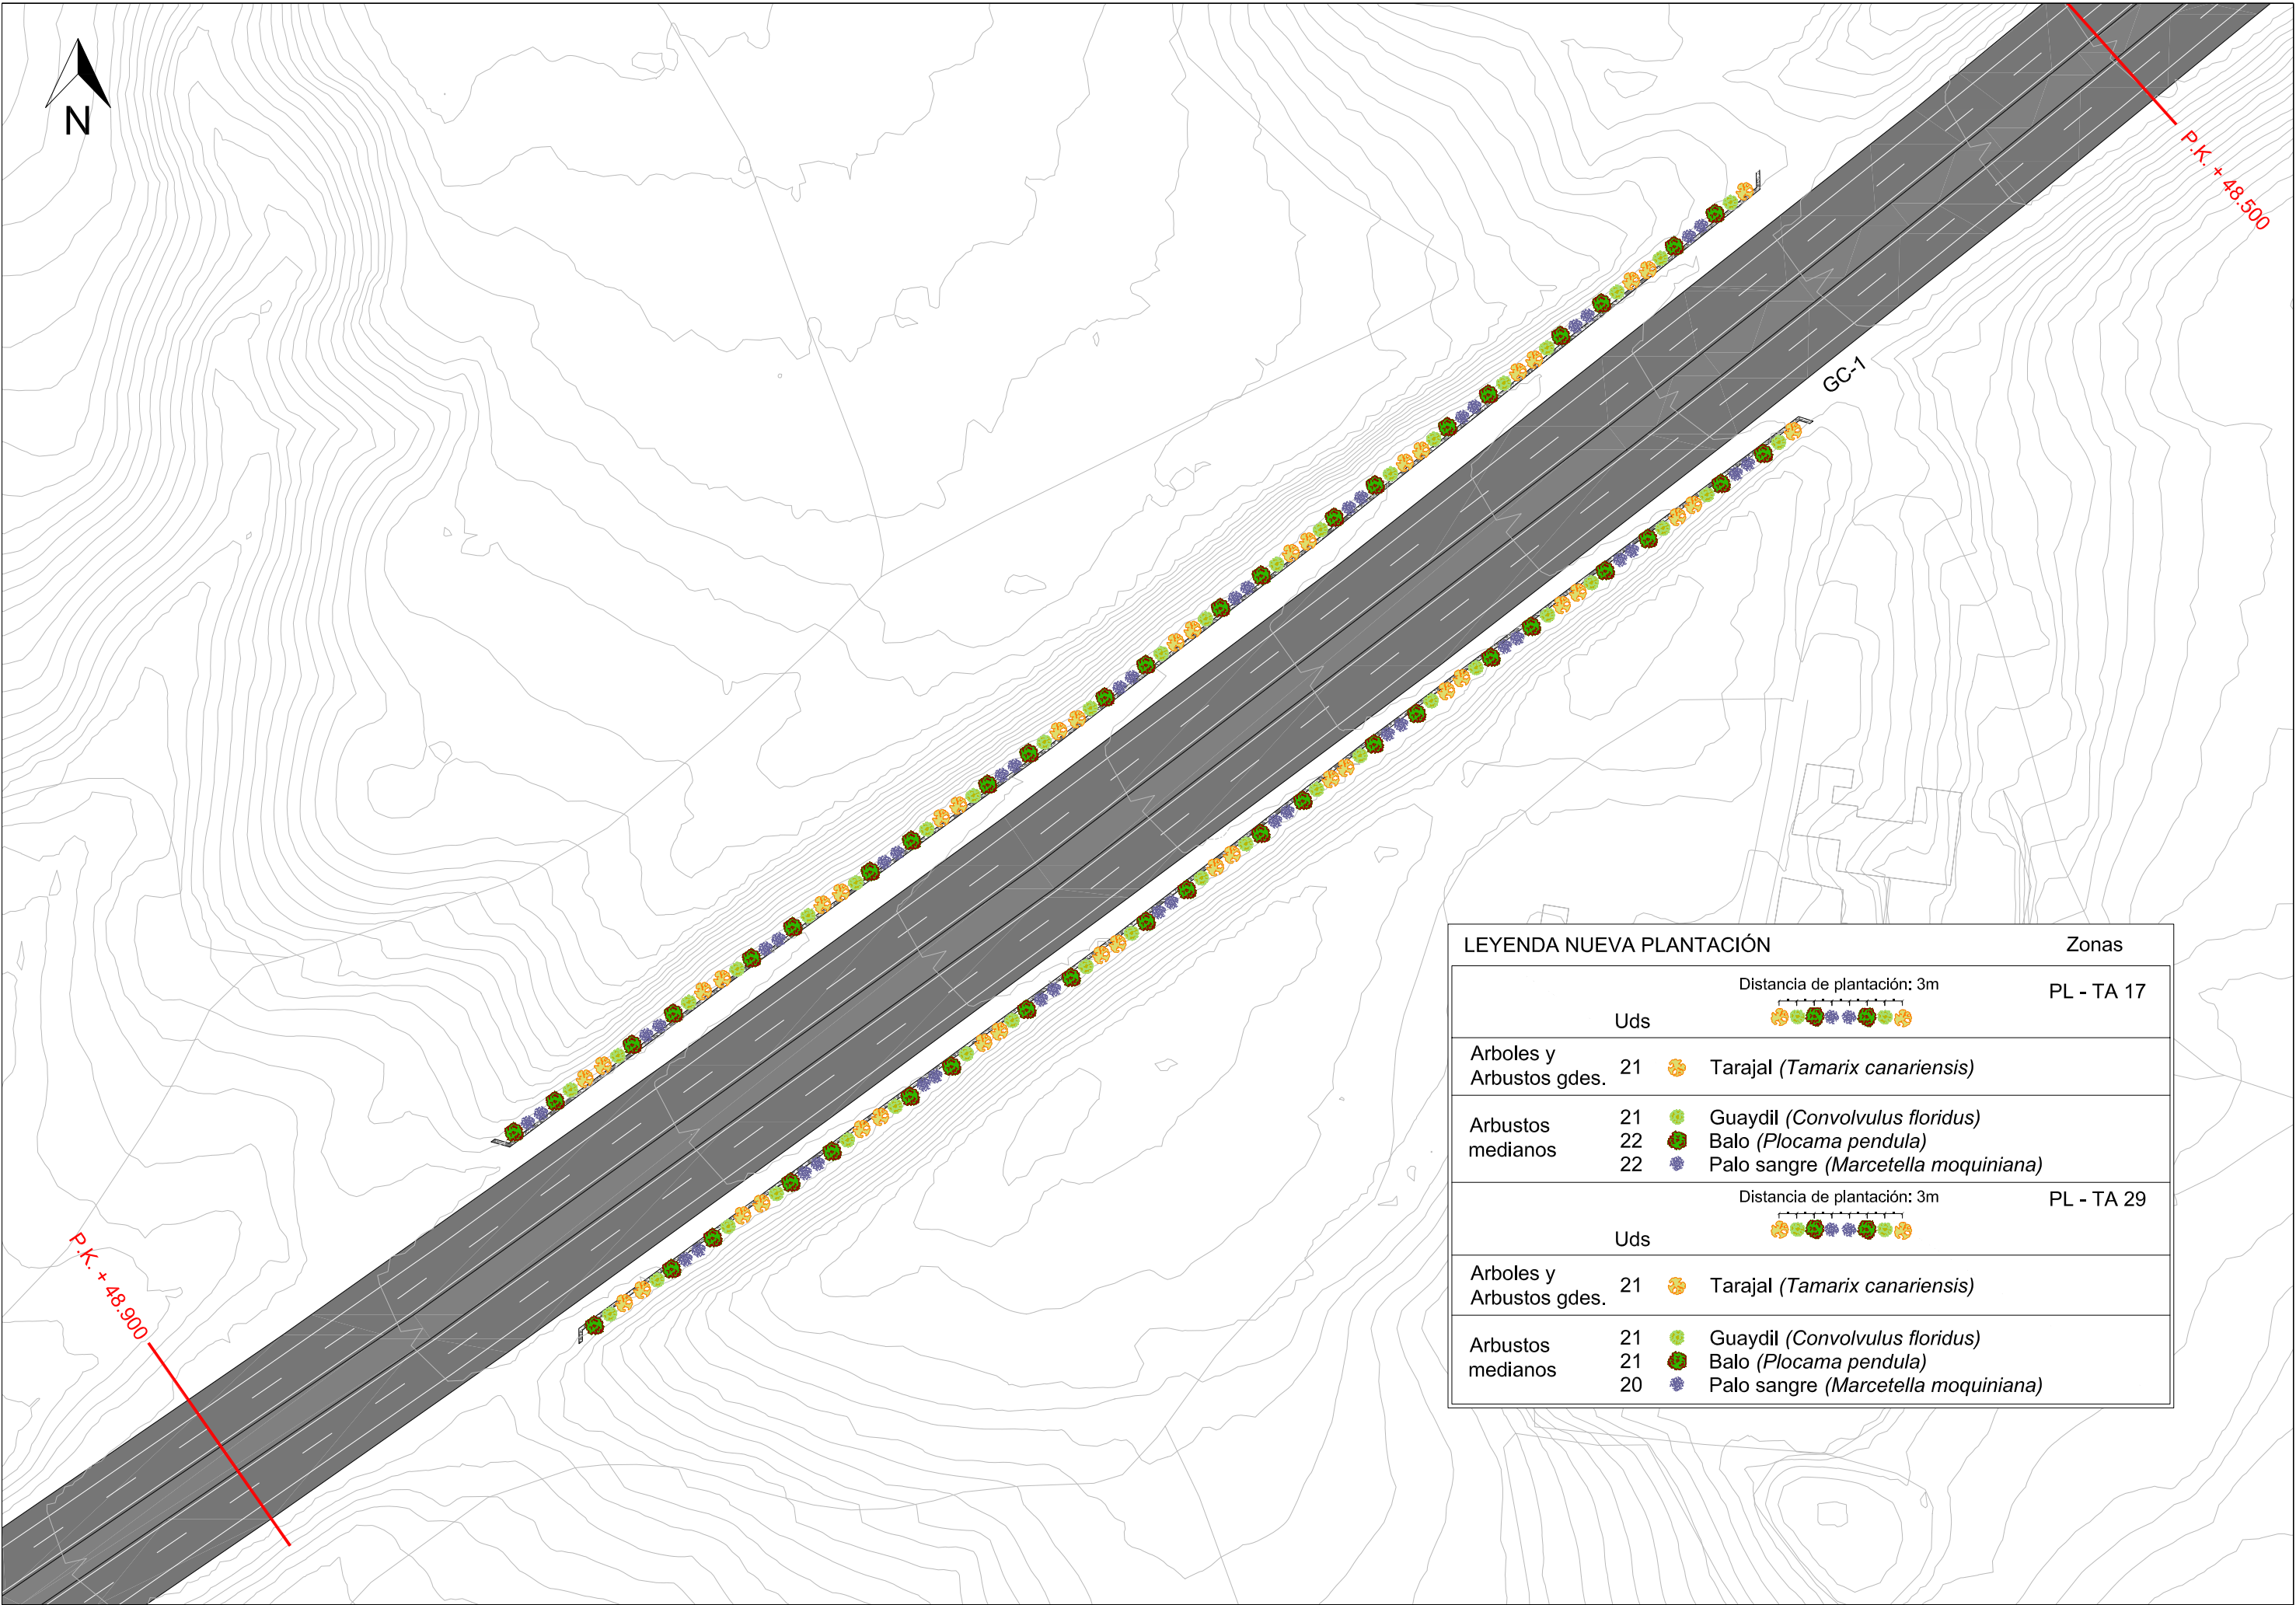 N
P.K. + 48.500
GC-1
P.K. + 48.900
LEYENDA NUEVA PLANTACIÓN Zonas
Distancia de plantación: 3m PL - TA 17
Uds
Arboles y
Arbustos gdes. 21 Tarajal (Tamarix canariensis)
Arbustos
medianos
21 Guaydil (Convolvulus floridus)
22 Balo (Plocama pendula)
22 Palo sangre (Marcetella moquiniana)
Distancia de plantación: 3m PL - TA 29
Uds
Arboles y
Arbustos gdes. 21 Tarajal (Tamarix canariensis)
Arbustos
medianos
21 Guaydil (Convolvulus floridus)
21 Balo (Plocama pendula)
20 Palo sangre (Marcetella moquiniana)